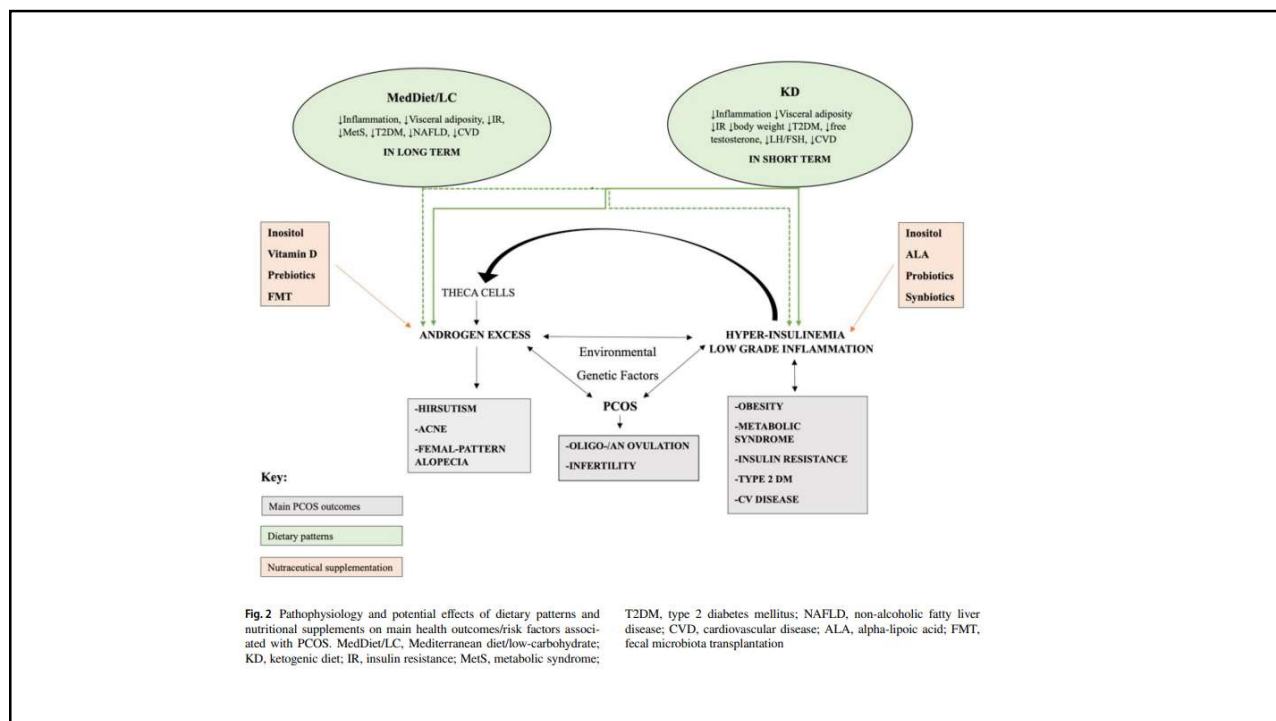 MedDiet/LC
↓Inflammation, ↓Visceral adiposity, ↓IR,
↓MetS, ↓T2DM, ↓NAFLD, ↓CVD
IN LONG TERM
KD
↓Inflammation ↓Visceral adiposity
↓IR ↓body weight ↓T2DM, ↓free
testosterone, ↓LH/FSH, ↓CVD
IN SHORT TERM
Inositol
Vitamin D
Prebiotics
FMT
Inositol
ALA
Probiotics
Synbiotics
THECA CELLS
ANDROGEN EXCESS
HYPER-INSULINEMIA
LOW GRADE INFLAMMATION
Environmental
Genetic Factors
PCOS
-HIRSUTISM
-ACNE
-FEMAL-PATTERN
ALOPECIA
-OLIGO-/AN OVULATION
-INFERTILITY
-OBESITY
-METABOLIC
SYNDROME
-INSULIN RESISTANCE
-TYPE 2 DM
-CV DISEASE
Key:
Main PCOS outcomes
Dietary patterns
Nutraceutical supplementation
Fig. 2 Pathophysiology and potential effects of dietary patterns and
nutritional supplements on main health outcomes/risk factors associ-
ated with PCOS. MedDiet/LC, Mediterranean diet/low-carbohydrate;
KD, ketogenic diet; IR, insulin resistance; MetS, metabolic syndrome;
T2DM, type 2 diabetes mellitus; NAFLD, non-alcoholic fatty liver
disease; CVD, cardiovascular disease; ALA, alpha-lipoic acid; FMT,
fecal microbiota transplantation